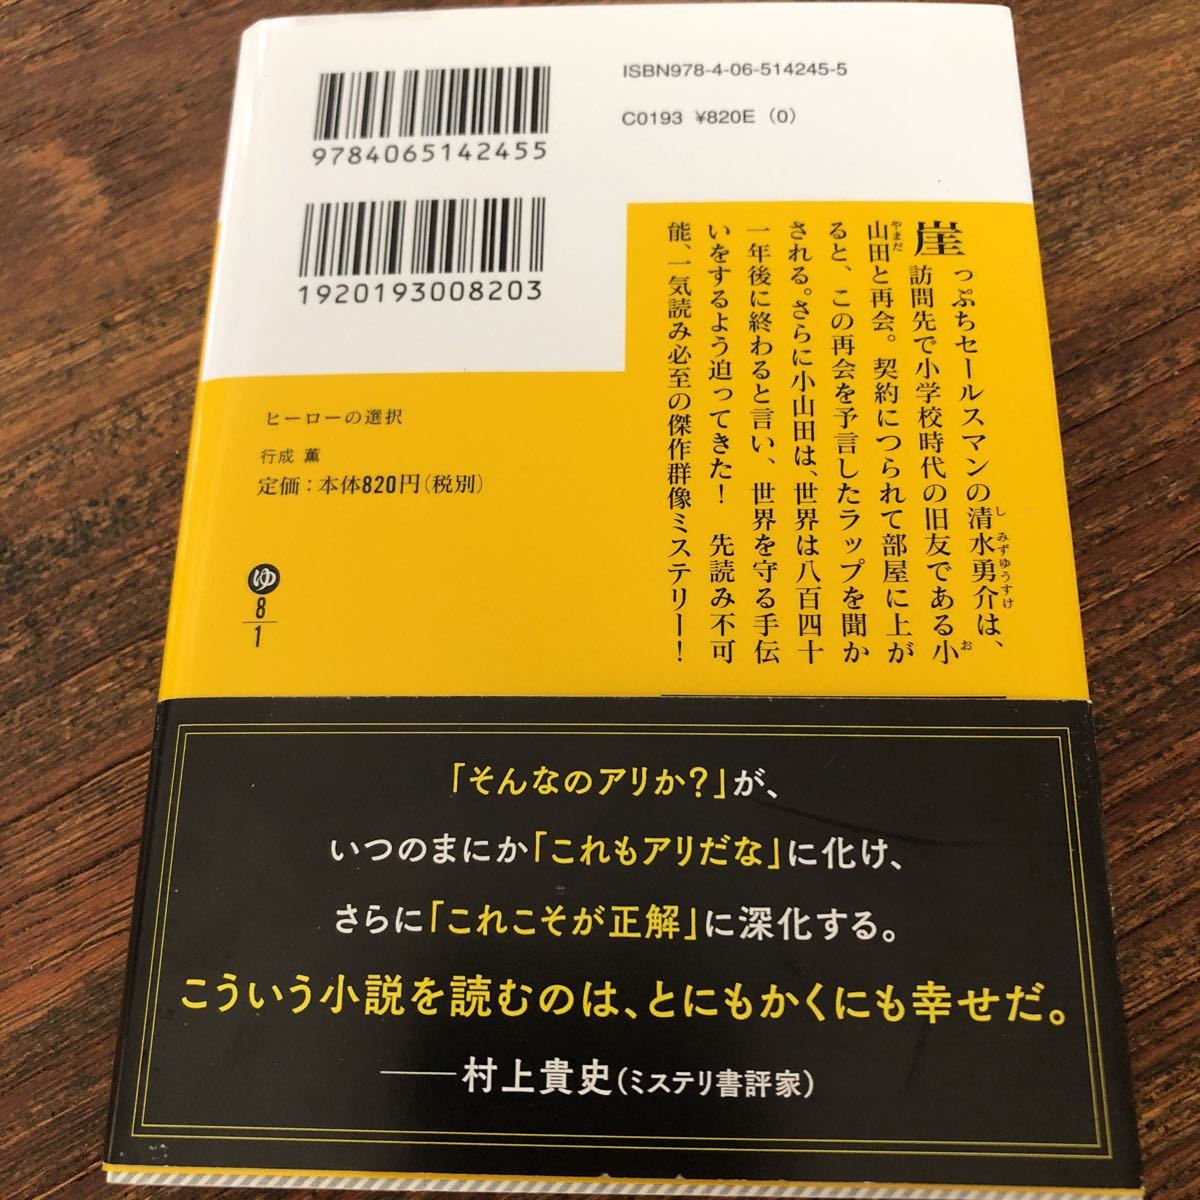 ISBN978-4-06-514245-5
C0193 ¥820E (0)
9784065142455
1920193008203
崖っぷちセールスマンの清水勇介は、
しみずゆうすけ
訪問先で小学校時代の旧友である小
お
山田と再会。契約につられて部屋に上が
やまだ
ると、この再会を予言したラップを聞か
される。さらに小山田は、世界は八百四十
一年後に終わると言い、世界を守る手伝
いをするよう迫ってきた! 先読み不可
能、一気読み必至の傑作群像ミステリー!
ヒーローの選択
行成 薫
定価:本体820円(税別)
ゆ
8
1
「そんなのアリか?」が、
いつのまにか「これもアリだな」に化け、
さらに「これこそが正解」に深化する。
こういう小説を読むのは、とにもかくにも幸せだ。
——村上貴史(ミステリ書評家)